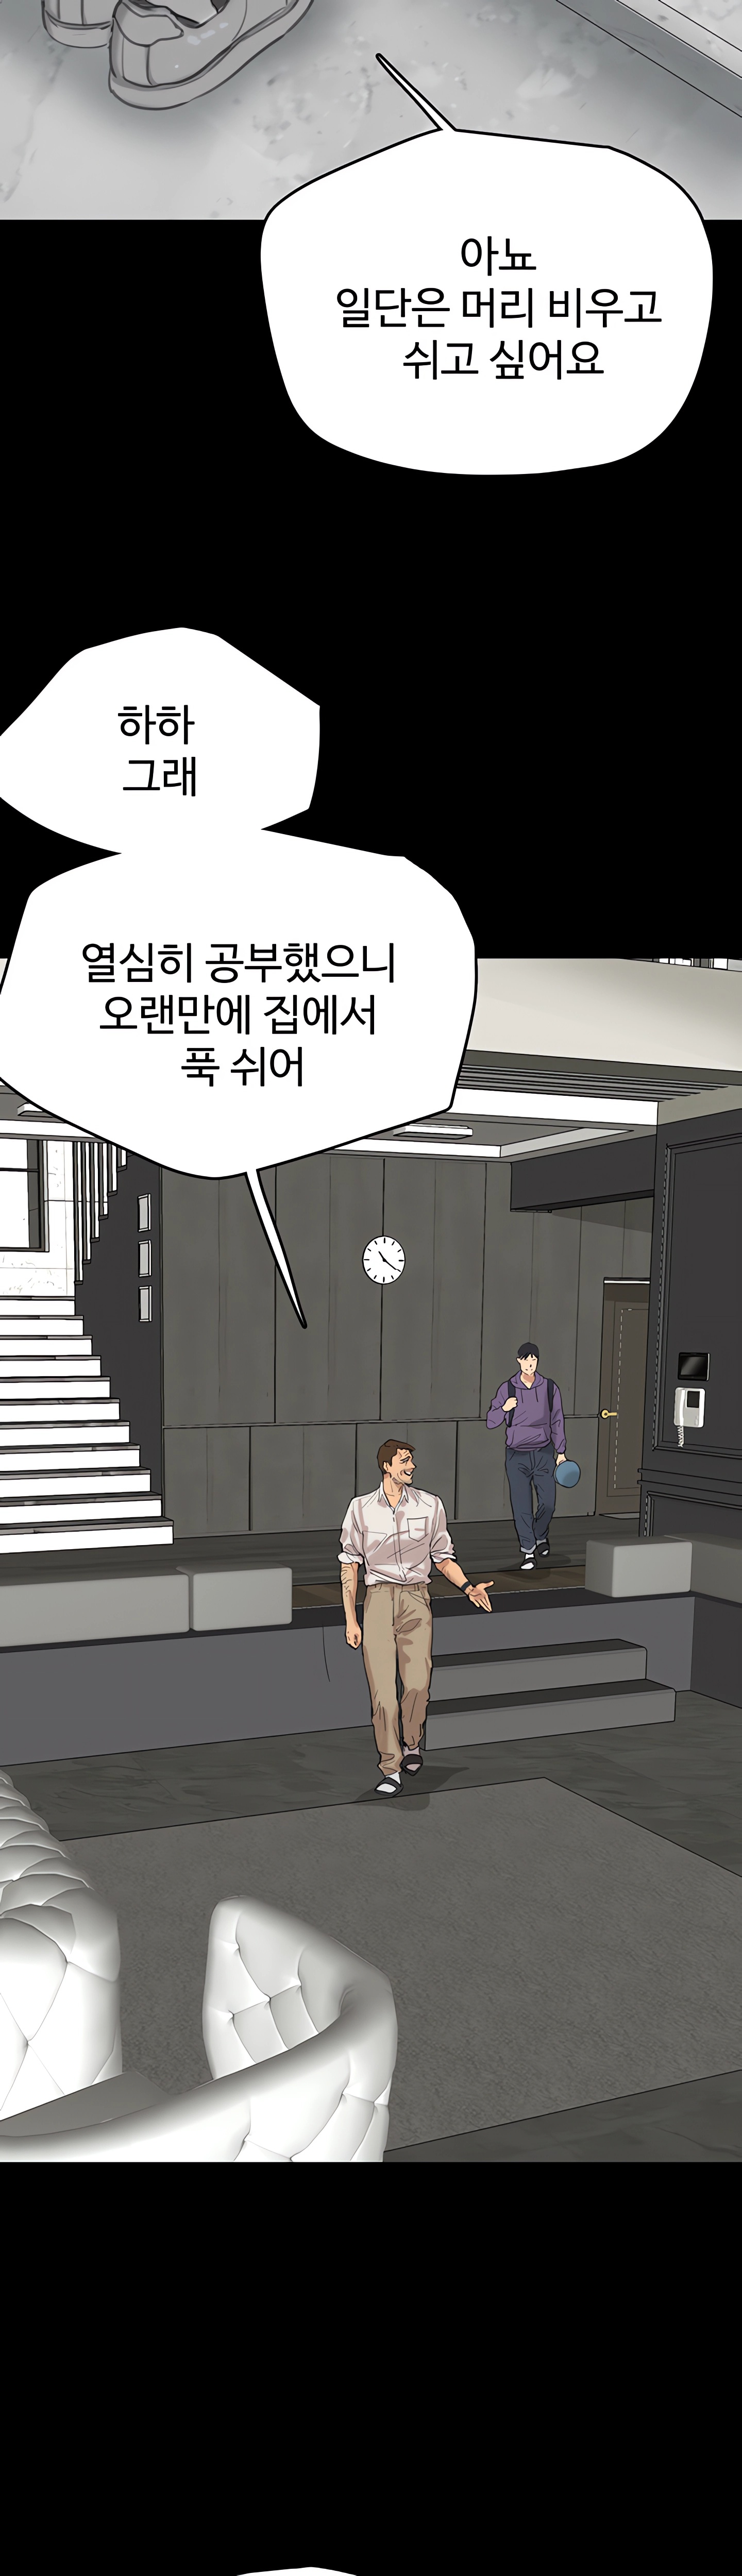 아뇨
일단은 머리 비우고
쉬고 싶어요
하하
그래
열심히 공부했으니
오랜만에 집에서
푹 쉬어